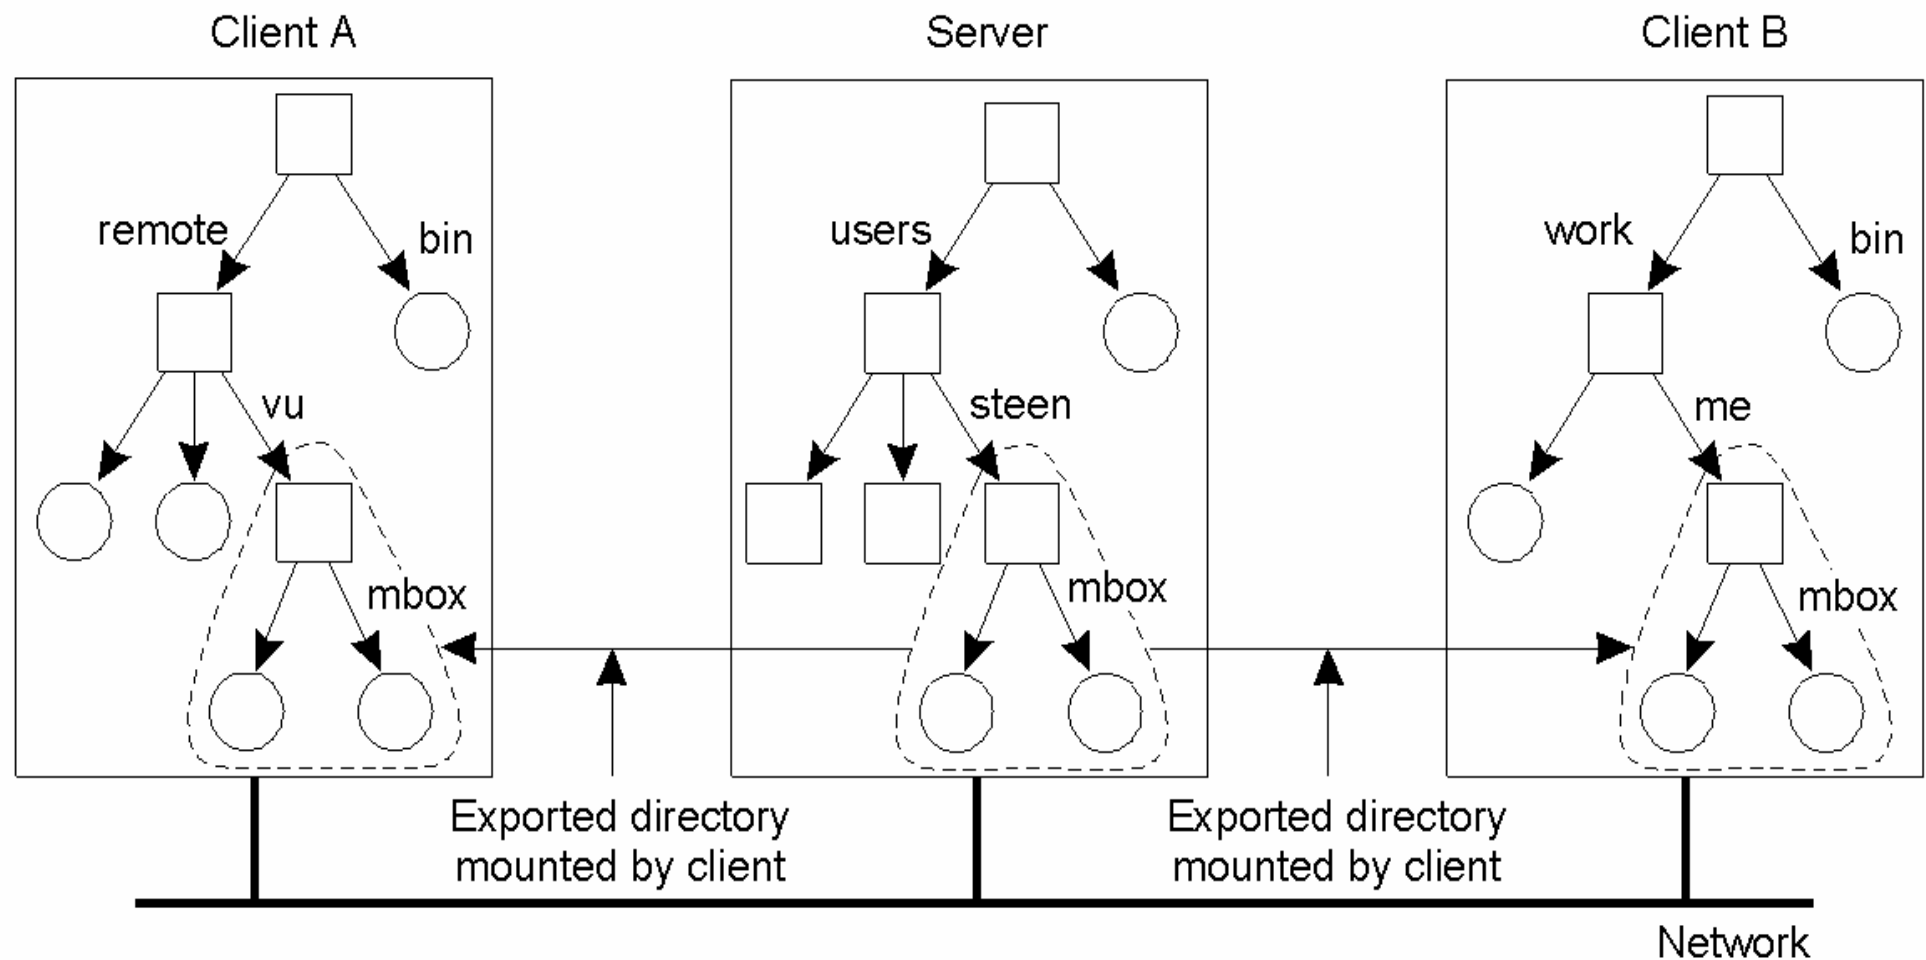 Client A
Server
Client B
remote
bin
users
work
bin
vu
steen
me
mbox
mbox
mbox
Exported directory
mounted by client
Exported directory
mounted by client
Network